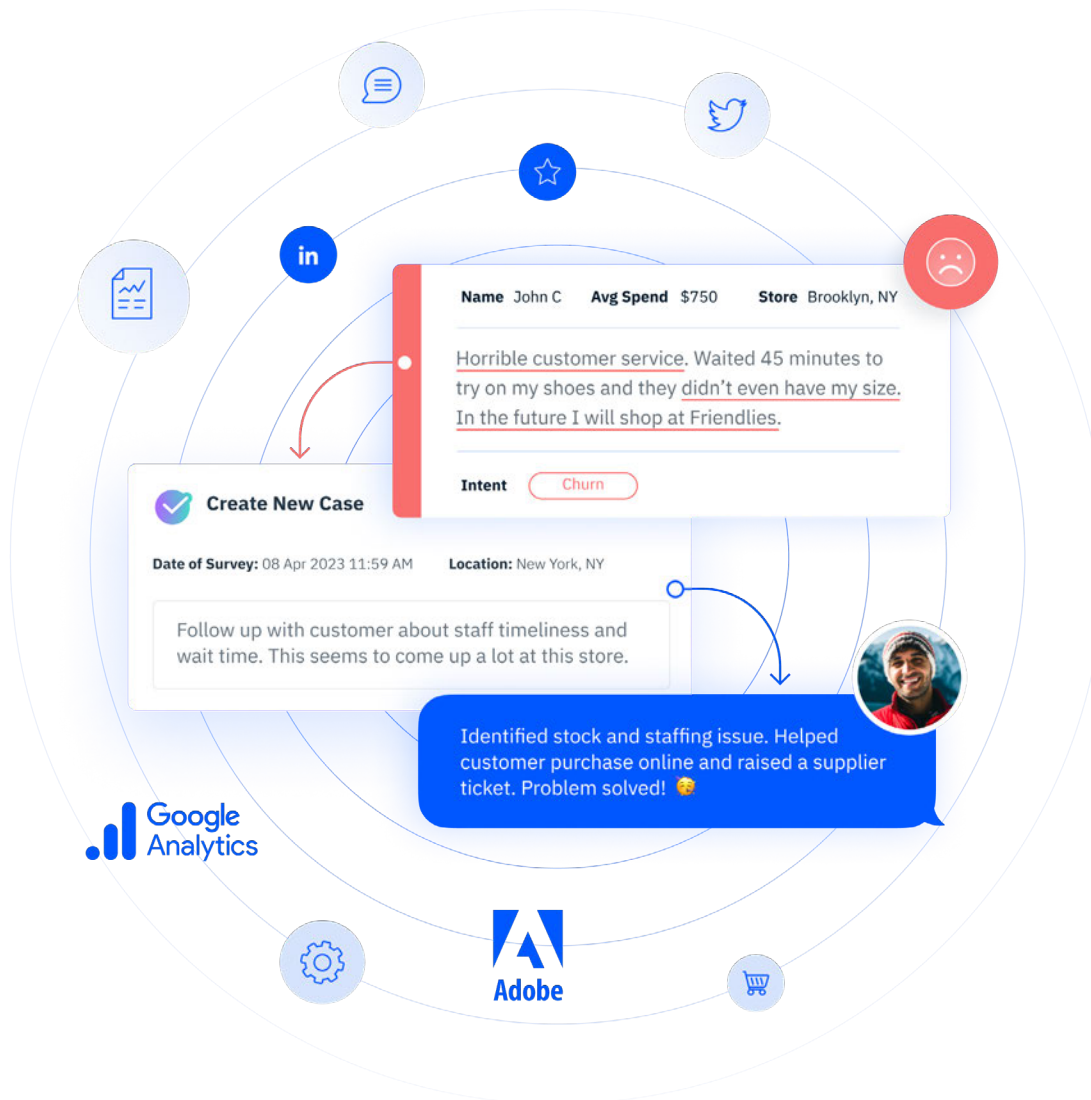 in
Name John C Avg Spend $750 Store Brooklyn, NY
Horrible customer service. Waited 45 minutes to
try on my shoes and they didn’t even have my size.
In the future I will shop at Friendlies.
Intent Churn
Create New Case
Date of Survey: 08 Apr 2023 11:59 AM Location: New York, NY
Follow up with customer about staff timeliness and
wait time. This seems to come up a lot at this store.
Identified stock and staffing issue. Helped
customer purchase online and raised a supplier
ticket. Problem solved! 🥳
Google
Analytics
Adobe